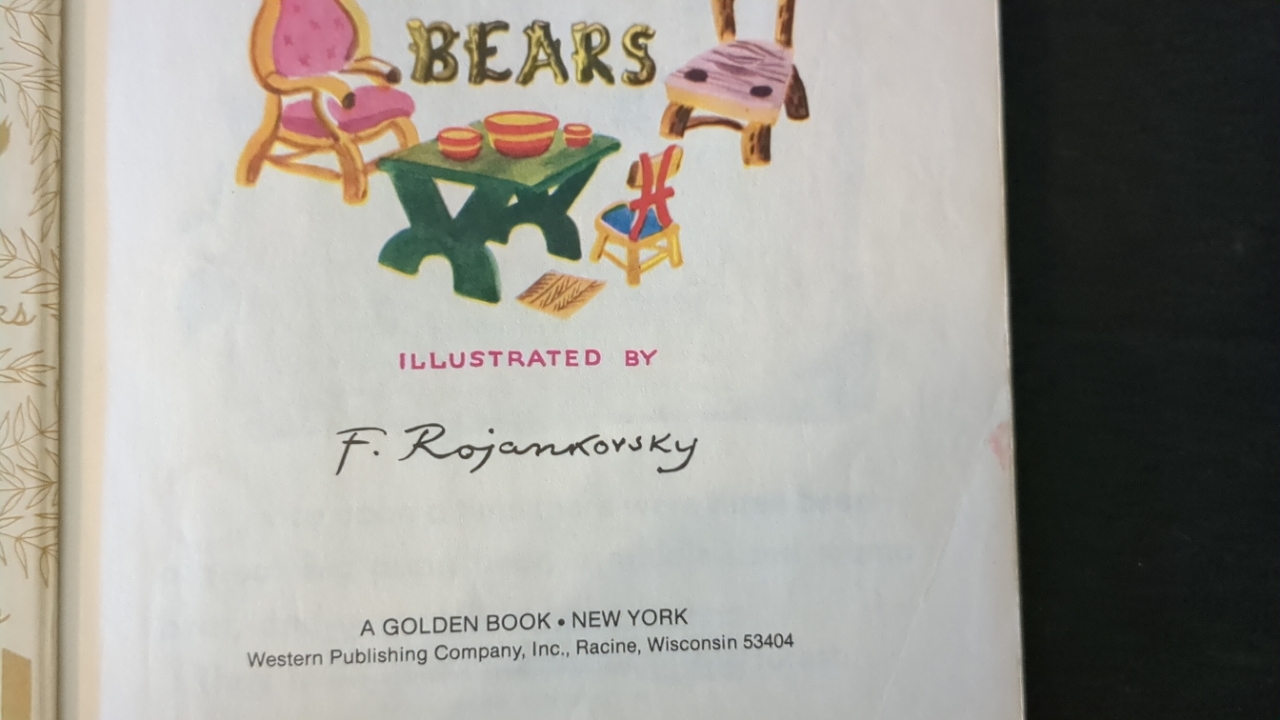 BEARS
ILLUSTRATED BY
F. Rojankovsky
A GOLDEN BOOK • NEW YORK
Western Publishing Company, Inc., Racine, Wisconsin 53404